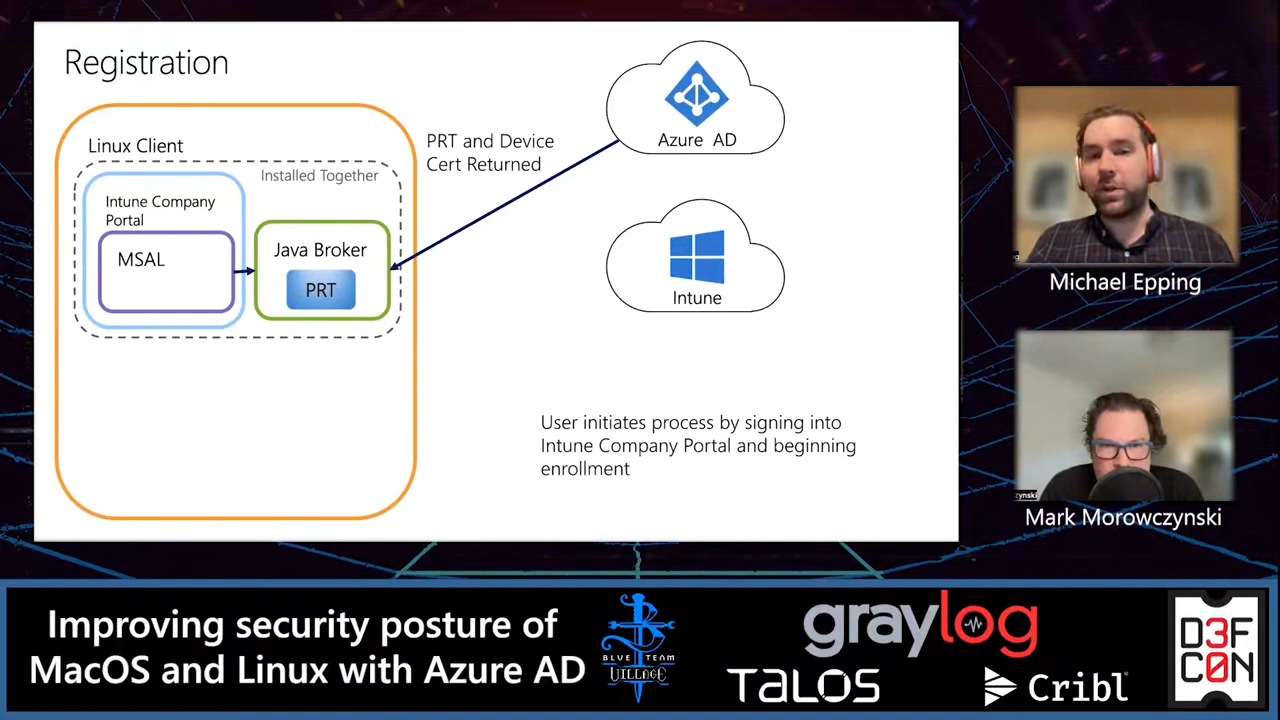 Registration
Linux Client
Installed Together
Intune Company
Portal
MSAL
Java Broker
PRT
PRT and Device
Cert Returned
Azure AD
Intune
User initiates process by signing into
Intune Company Portal and beginning
enrollment
Michael Epping
zynski
Mark Morowczynski
Improving security posture of
MacOS and Linux with Azure AD
BLUE TEAM
VILLAGE
graylog
TALOS
Cribl
D3F
C0N